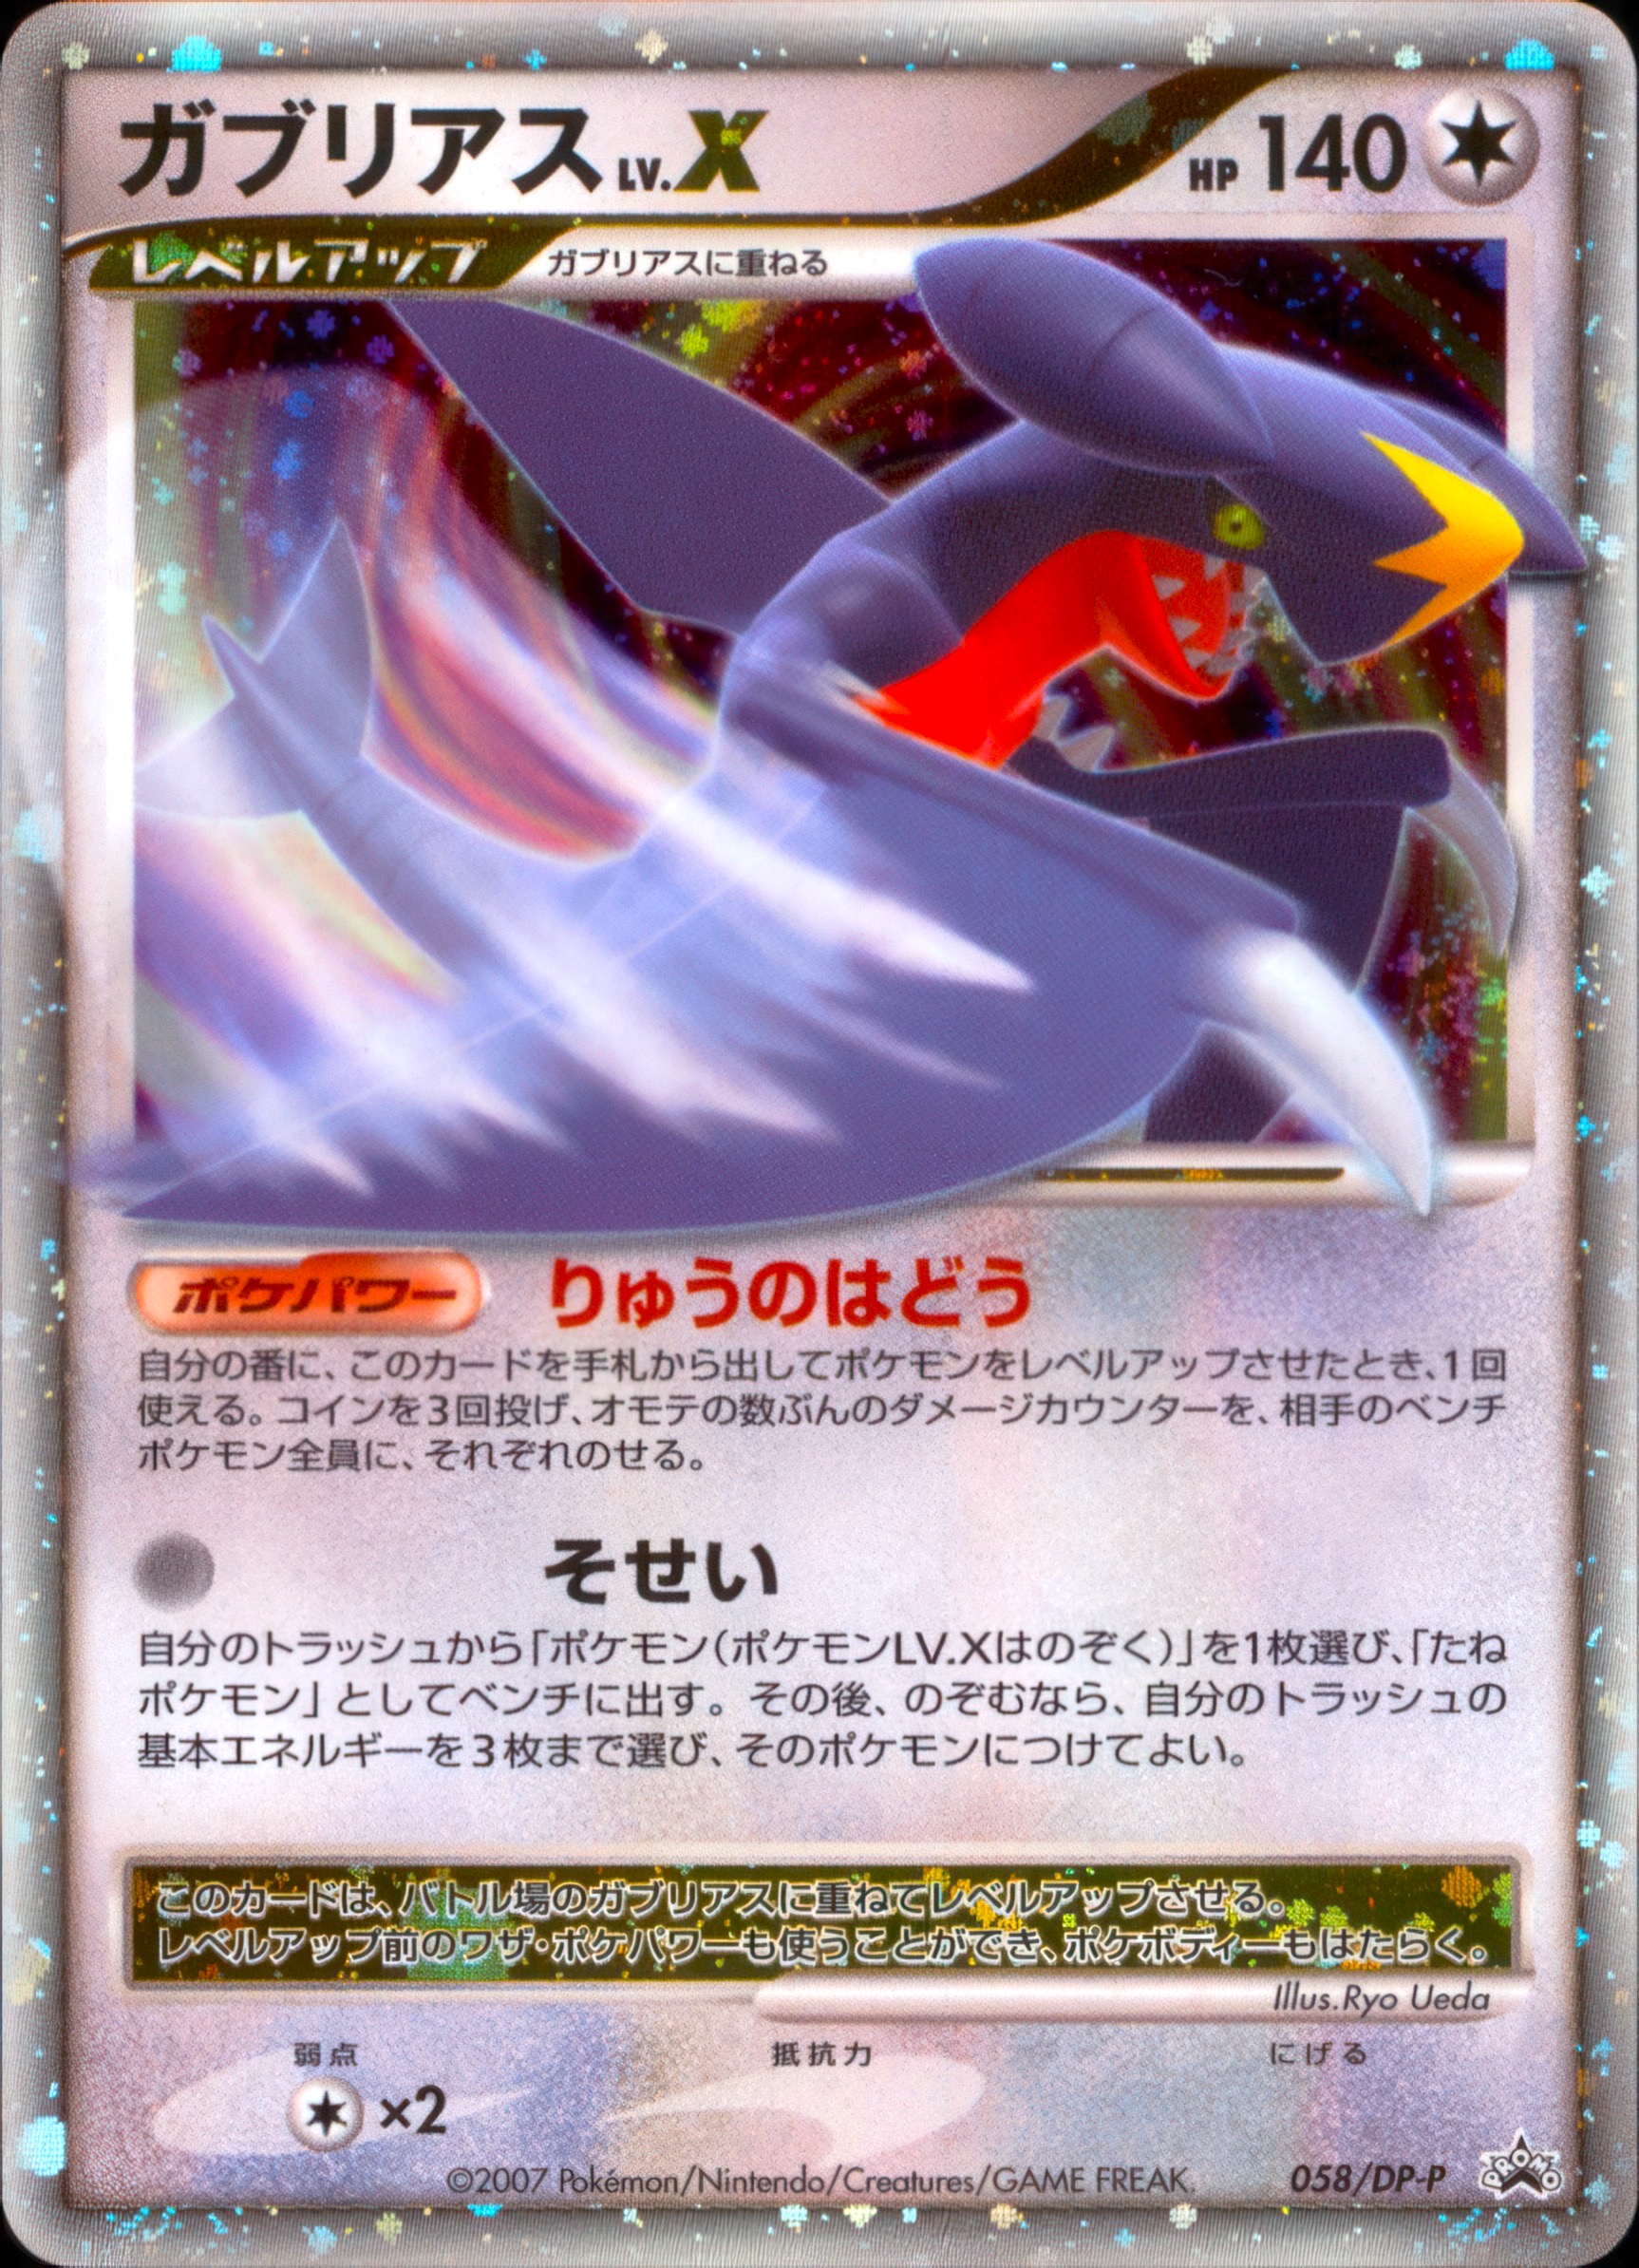 ガブリアス LV.X HP 140
レベルアップ ガブリアスに重ねる
ポケパワー りゅうのはどう
自分の番に、このカードを手札から出してポケモンをレベルアップさせたとき、1回
使える。コインを3回投げ、オモテの数ぶんのダメージカウンターを、相手のベンチ
ポケモン全員に、それぞれのせる。
そせい
自分のトラッシュから「ポケモン(ポケモンLV.Xはのぞく)」を1枚選び、「たね
ポケモン」としてベンチに出す。その後、のぞむなら、自分のトラッシュの
基本エネルギーを3枚まで選び、そのポケモンにつけてよい。
このカードは、バトル場のガブリアスに重ねてレベルアップさせる。
レベルアップ前のワザ・ポケパワーも使うことができ、ポケボディーもはたらく。
Illus.Ryo Ueda
弱点 抵抗力 にげる
×2
©2007 Pokémon/Nintendo/Creatures/GAME FREAK. 058/DP-P PROMO